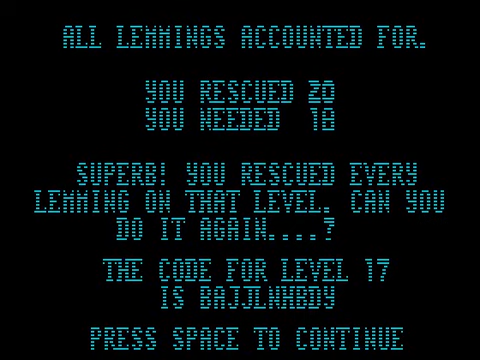 ALL LEMMINGS ACCOUNTED FOR.
YOU RESCUED 20
YOU NEEDED 18
SUPERB! YOU RESCUED EVERY
LEMMING ON THAT LEVEL. CAN YOU
DO IT AGAIN....?
THE CODE FOR LEVEL 17
IS BAJJLNHBDY
PRESS SPACE TO CONTINUE